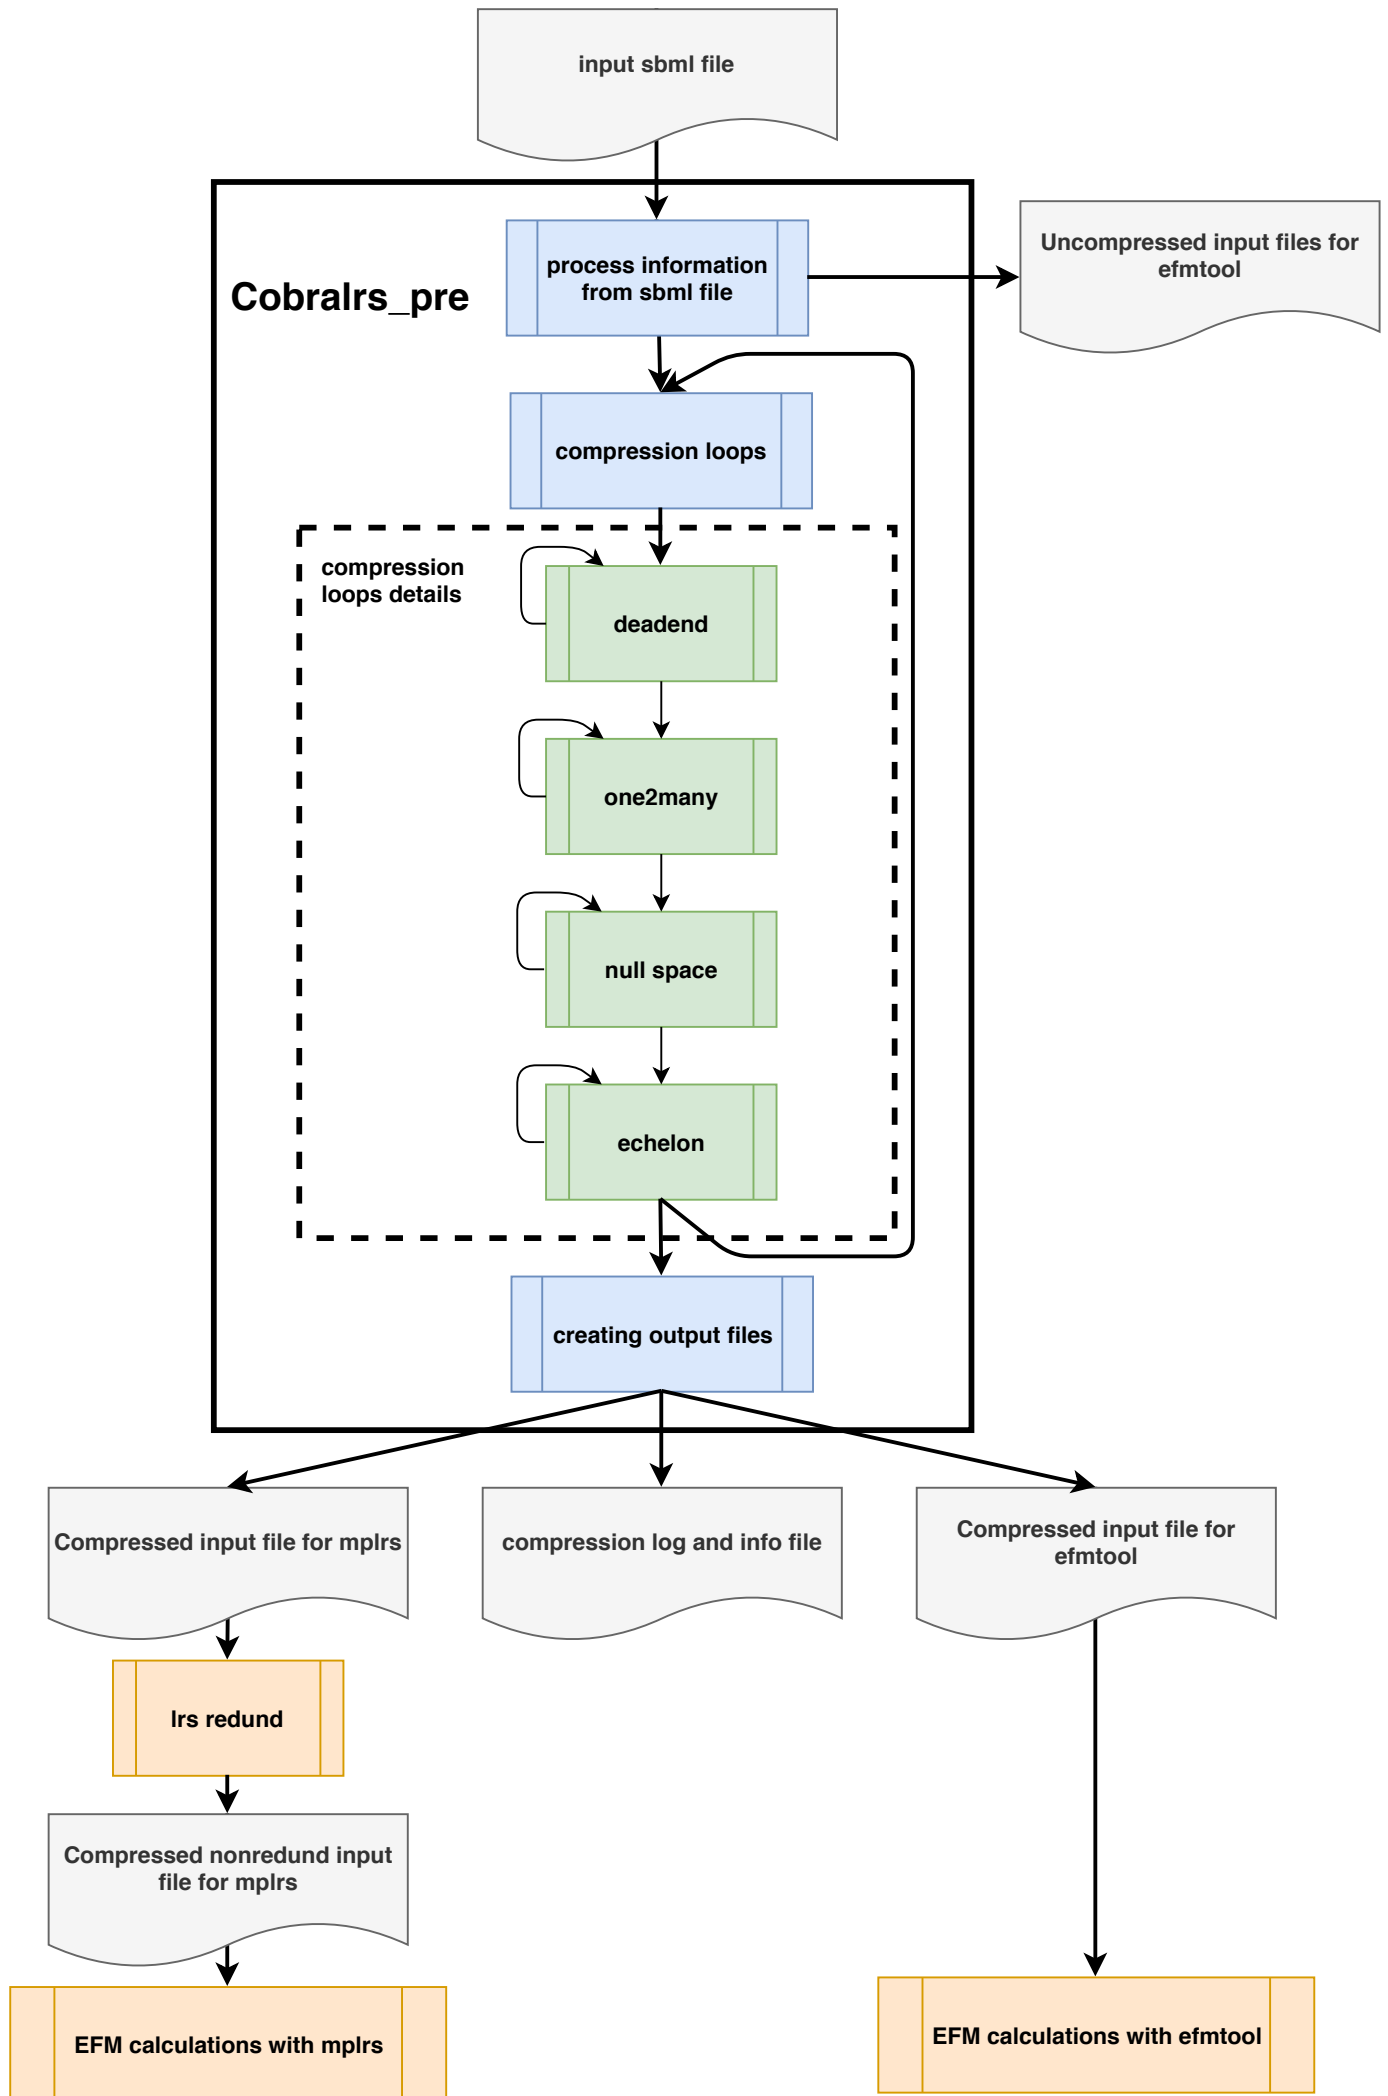 input sbml file
Uncompressed input files for
efmtool
process information
from sbml file
Cobralrs_pre
compression loops
compression
loops details
deadend
one2many
null space
echelon
creating output files
Compressed input file for mplrs
compression log and info file
Compressed input file for
efmtool
lrs redund
Compressed nonredund input
file for mplrs
EFM calculations with mplrs
EFM calculations with efmtool